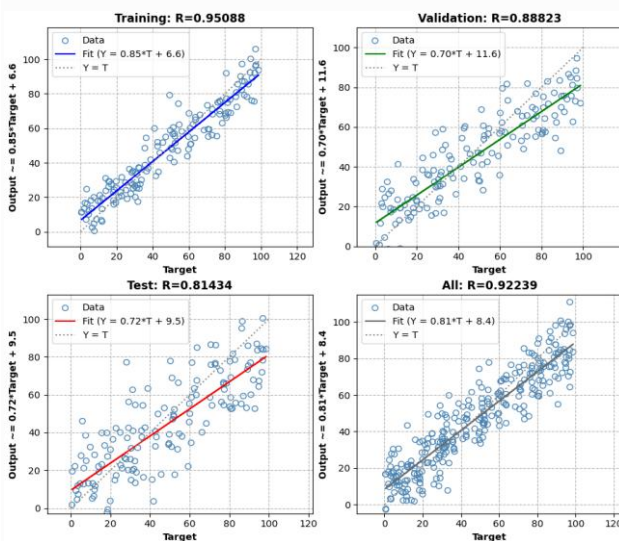 Training: R=0.95088
Output ~= 0.85*Target + 6.6
Data
Fit (Y = 0.85*T + 6.6)
Y = T
100
80
60
40
20
0
0 20 40 60 80 100 120
Target
Validation: R=0.88823
Output ~= 0.70*Target + 11.6
Data
Fit (Y = 0.70*T + 11.6)
Y = T
100
80
60
40
20
0
0 20 40 60 80 100
Target
Test: R=0.81434
Output ~= 0.72*Target + 9.5
Data
Fit (Y = 0.72*T + 9.5)
Y = T
100
80
60
40
20
0
0 20 40 60 80 100 120
Target
All: R=0.92239
Output ~= 0.81*Target + 8.4
Data
Fit (Y = 0.81*T + 8.4)
Y = T
100
80
60
40
20
0
0 20 40 60 80 100 120
Target